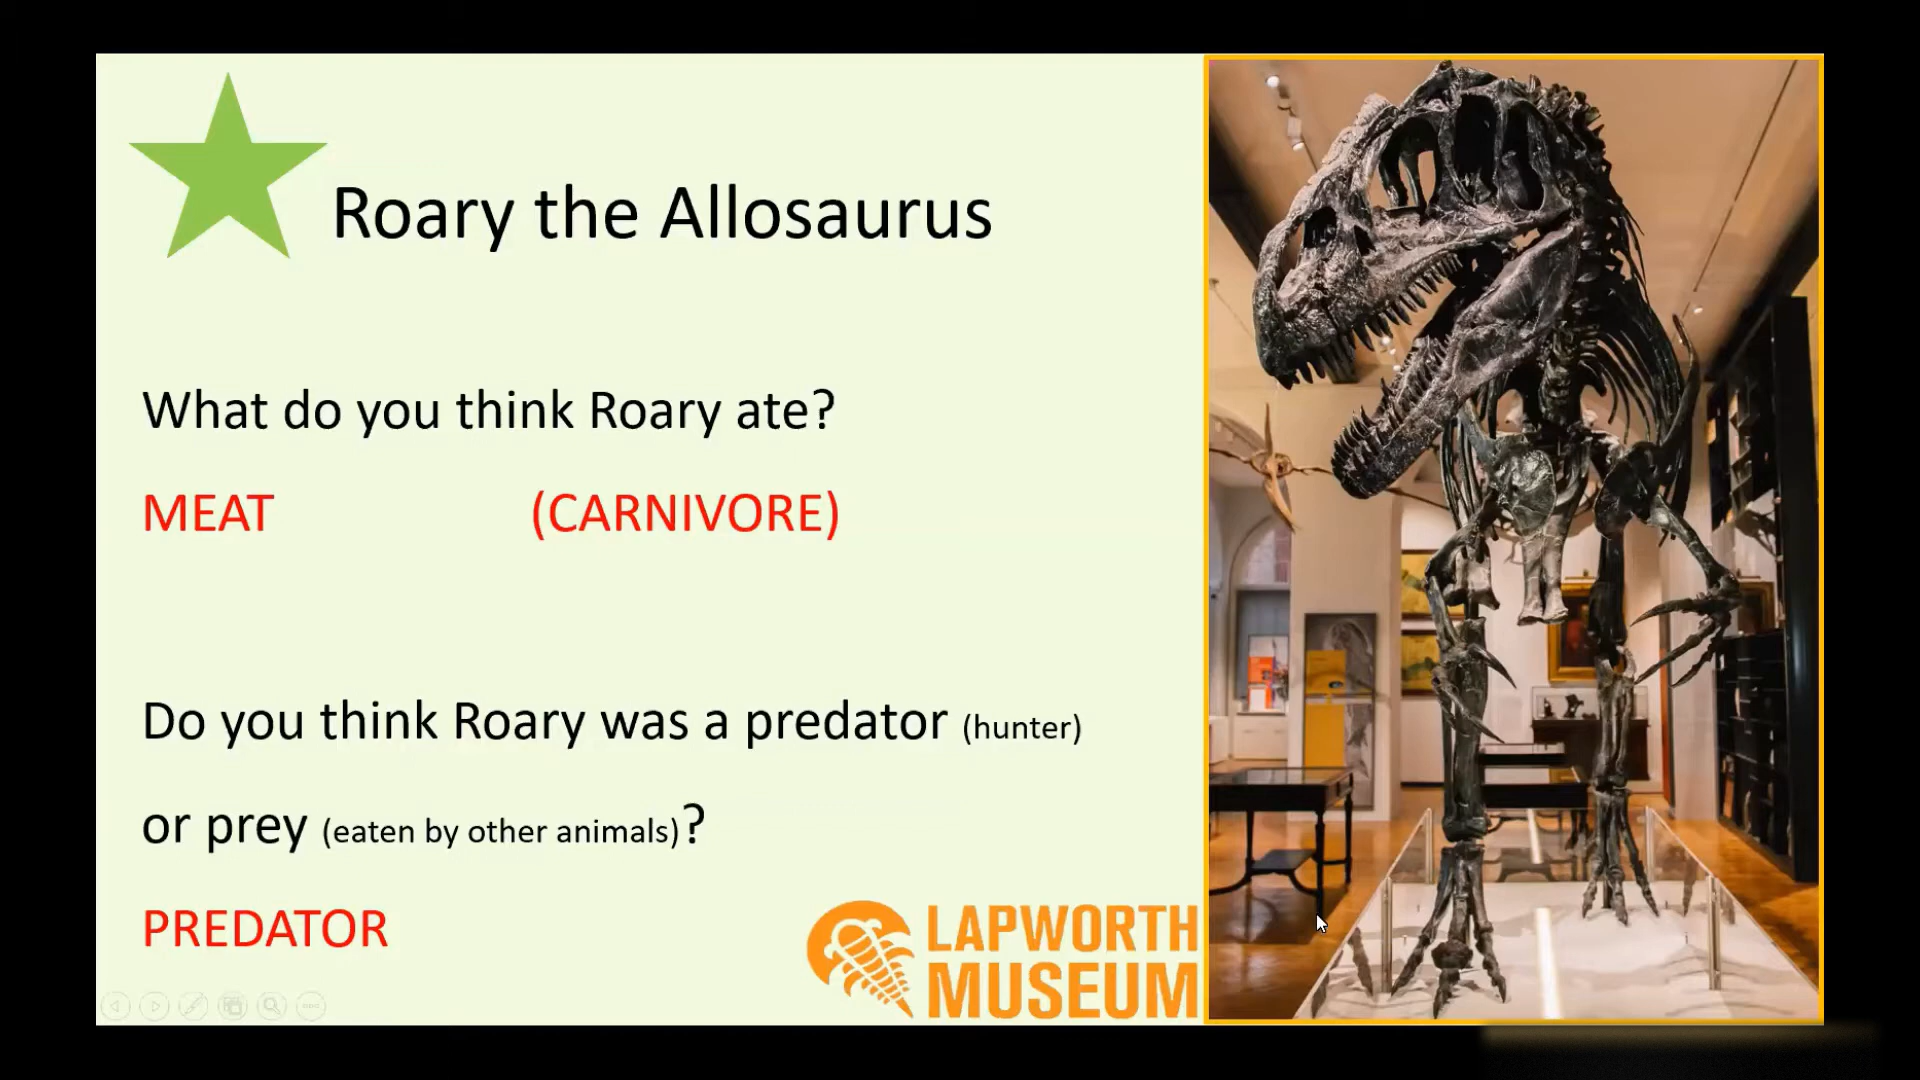 Roary the Allosaurus
What do you think Roary ate?
MEAT (CARNIVORE)
Do you think Roary was a predator (hunter)
or prey (eaten by other animals)?
PREDATOR
LAPWORTH
MUSEUM